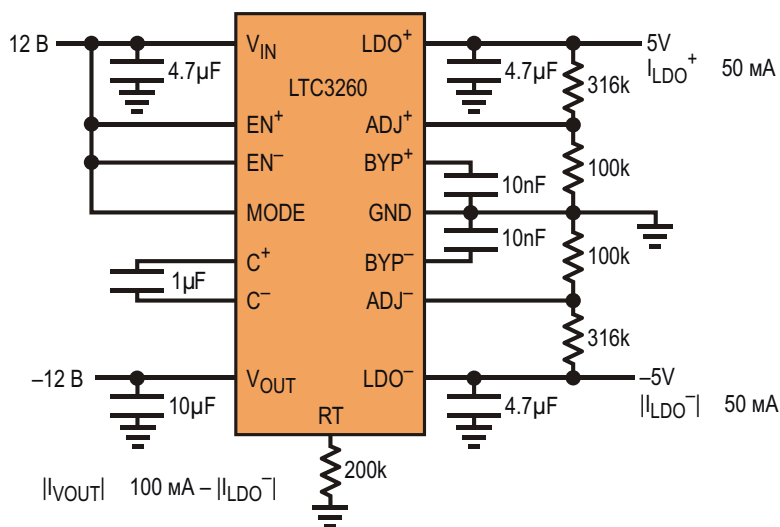 12 В
VIN
LDO+
5V
4.7µF
4.7µF
ILDO+ 50 мА
LTC3260
316k
EN+
ADJ+
EN–
BYP+
10nF
100k
MODE
GND
10nF
C+
BYP–
100k
1µF
C–
ADJ–
316k
–12 В
VOUT
LDO–
–5V
10µF
RT
4.7µF
|ILDO–| 50 мА
200k
|IVOUT| 100 мА – |ILDO–|